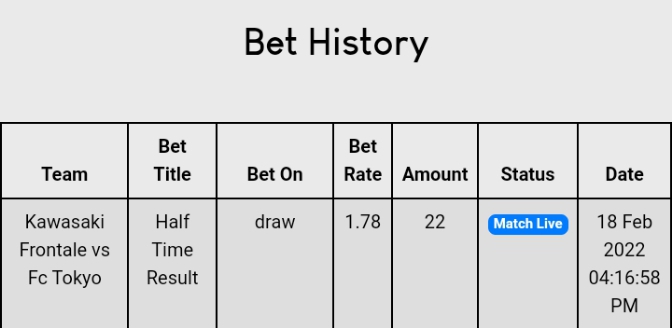 Bet History
Team
Bet
Title
Bet On
Bet
Rate
Amount
Status
Date
Kawasaki
Frontale vs
Fc Tokyo
Half
Time
Result
draw
1.78
22
Match Live
18 Feb
2022
04:16:58
PM